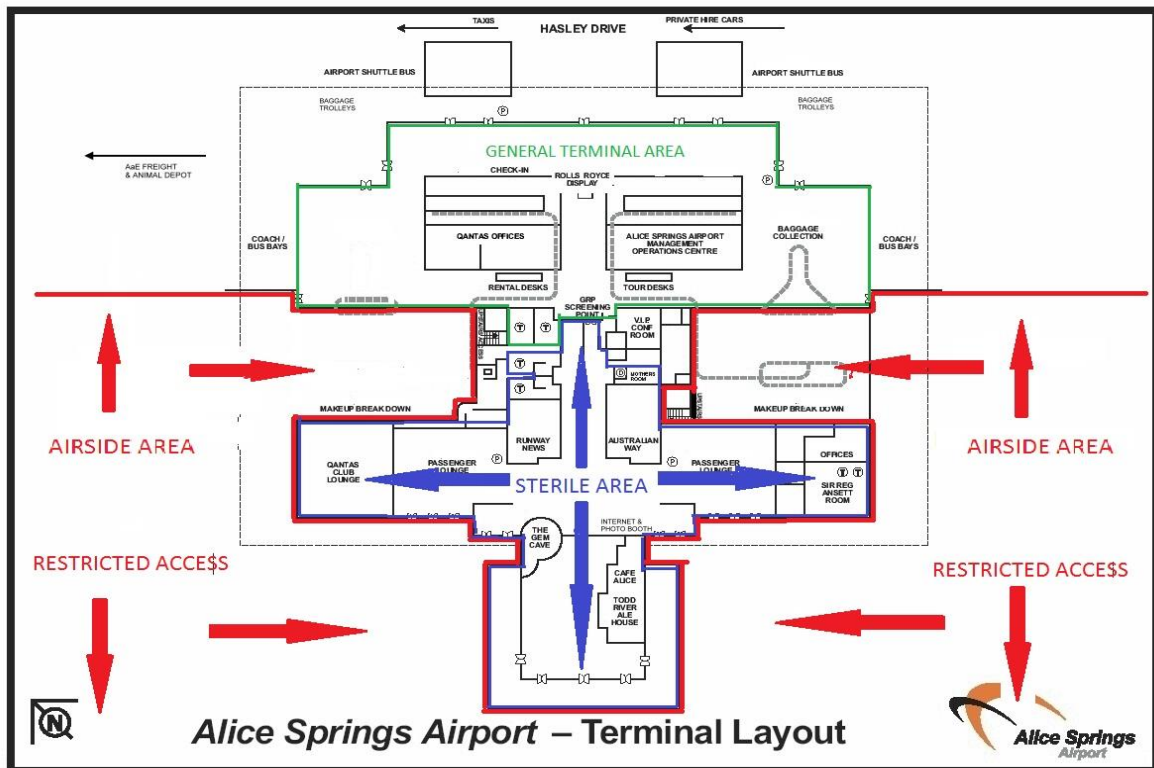 TAXIS
PRIVATE HIRE CARS
HASLEY DRIVE
AIRPORT SHUTTLE BUS
AIRPORT SHUTTLE BUS
BAGGAGE
TROLLEYS
BAGGAGE
TROLLEYS
P
GENERAL TERMINAL AREA
AaE FREIGHT
& ANIMAL DEPOT
CHECK-IN
ROLLS ROYCE
DISPLAY
P
QANTAS OFFICES
ALICE SPRINGS AIRPORT
MANAGEMENT
OPERATIONS CENTRE
BAGGAGE
COLLECTION
COACH /
BUS BAYS
COACH /
BUS BAYS
RENTAL DESKS
TOUR DESKS
GRP
SCREENING
POINT
V.I.P
CONF
ROOM
T
T
T
T
D
MOTHERS
ROOM
MAKEUP BREAK DOWN
MAKEUP BREAK DOWN
AIRSIDE AREA
AIRSIDE AREA
RUNWAY
NEWS
AUSTRALIAN
WAY
OFFICES
QANTAS
CLUB
LOUNGE
PASSENGER
P
P
PASSENGER
T
T
SIR REG
ANSETT
ROOM
STERILE AREA
INTERNET &
PHOTO BOOTH
THE
GEM
CAVE
RESTRICTED ACCE$S
RESTRICTED ACCE$S
CAFE
ALICE
TODD
RIVER
ALE
HOUSE
N
Alice Springs Airport – Terminal Layout
Alice Springs
Airport